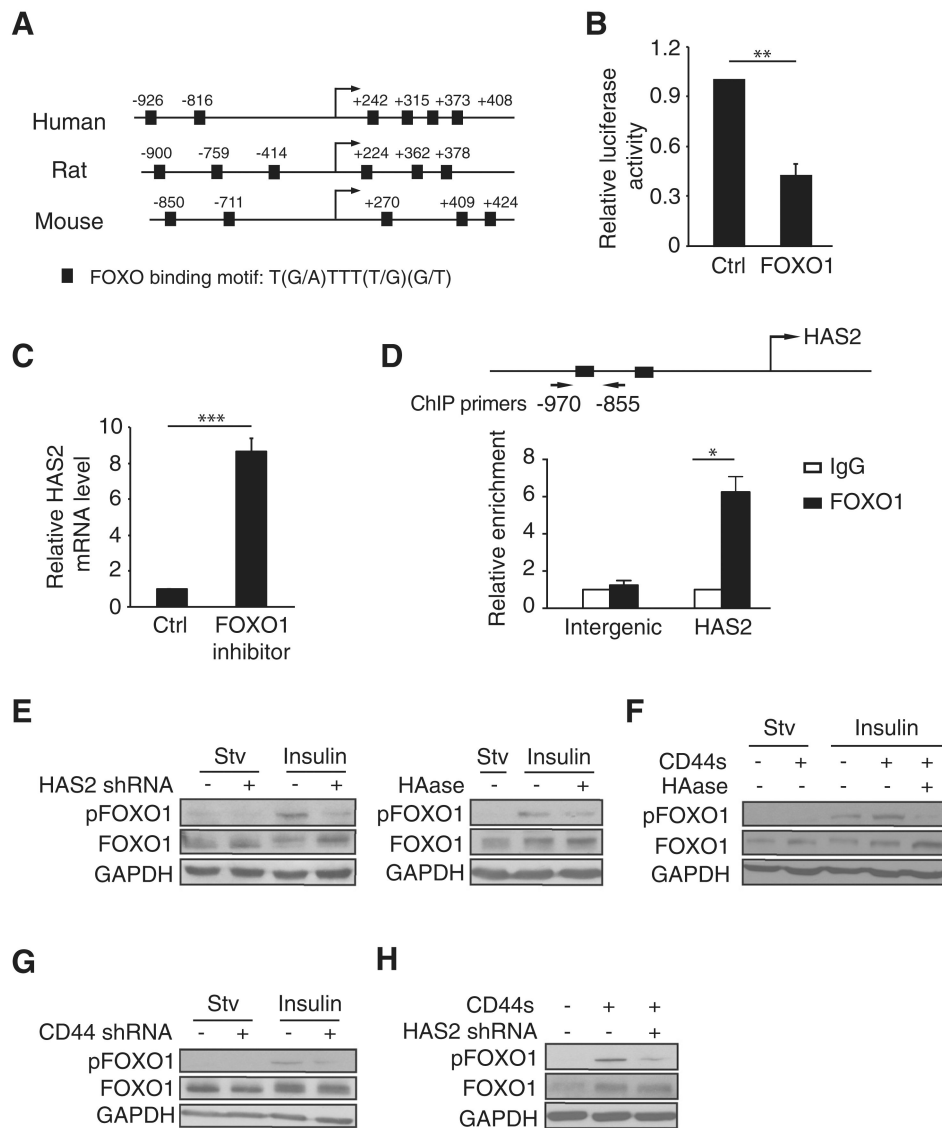 A
-926 -816 +242 +315 +373 +408
Human
-900 -759 -414 +224 +362 +378
Rat
-850 -711 +270 +409 +424
Mouse
FOXO binding motif: T(G/A)TTT(T/G)(G/T)
B
Relative luciferase activity
1.2
0.9
0.6
0.3
0
**
Ctrl FOXO1
C
Relative HAS2 mRNA level
10
8
6
4
2
0
***
Ctrl FOXO1 inhibitor
D
HAS2
ChIP primers -970 -855
Relative enrichment
8
6
4
2
0
*
IgG
FOXO1
Intergenic HAS2
E
Stv Insulin
HAS2 shRNA - + - +
pFOXO1
FOXO1
GAPDH
Stv Insulin
HAase - - +
pFOXO1
FOXO1
GAPDH
F
Stv Insulin
CD44s - + - + +
HAase - - - - +
pFOXO1
FOXO1
GAPDH
G
Stv Insulin
CD44 shRNA - + - +
pFOXO1
FOXO1
GAPDH
H
CD44s - + +
HAS2 shRNA - - +
pFOXO1
FOXO1
GAPDH